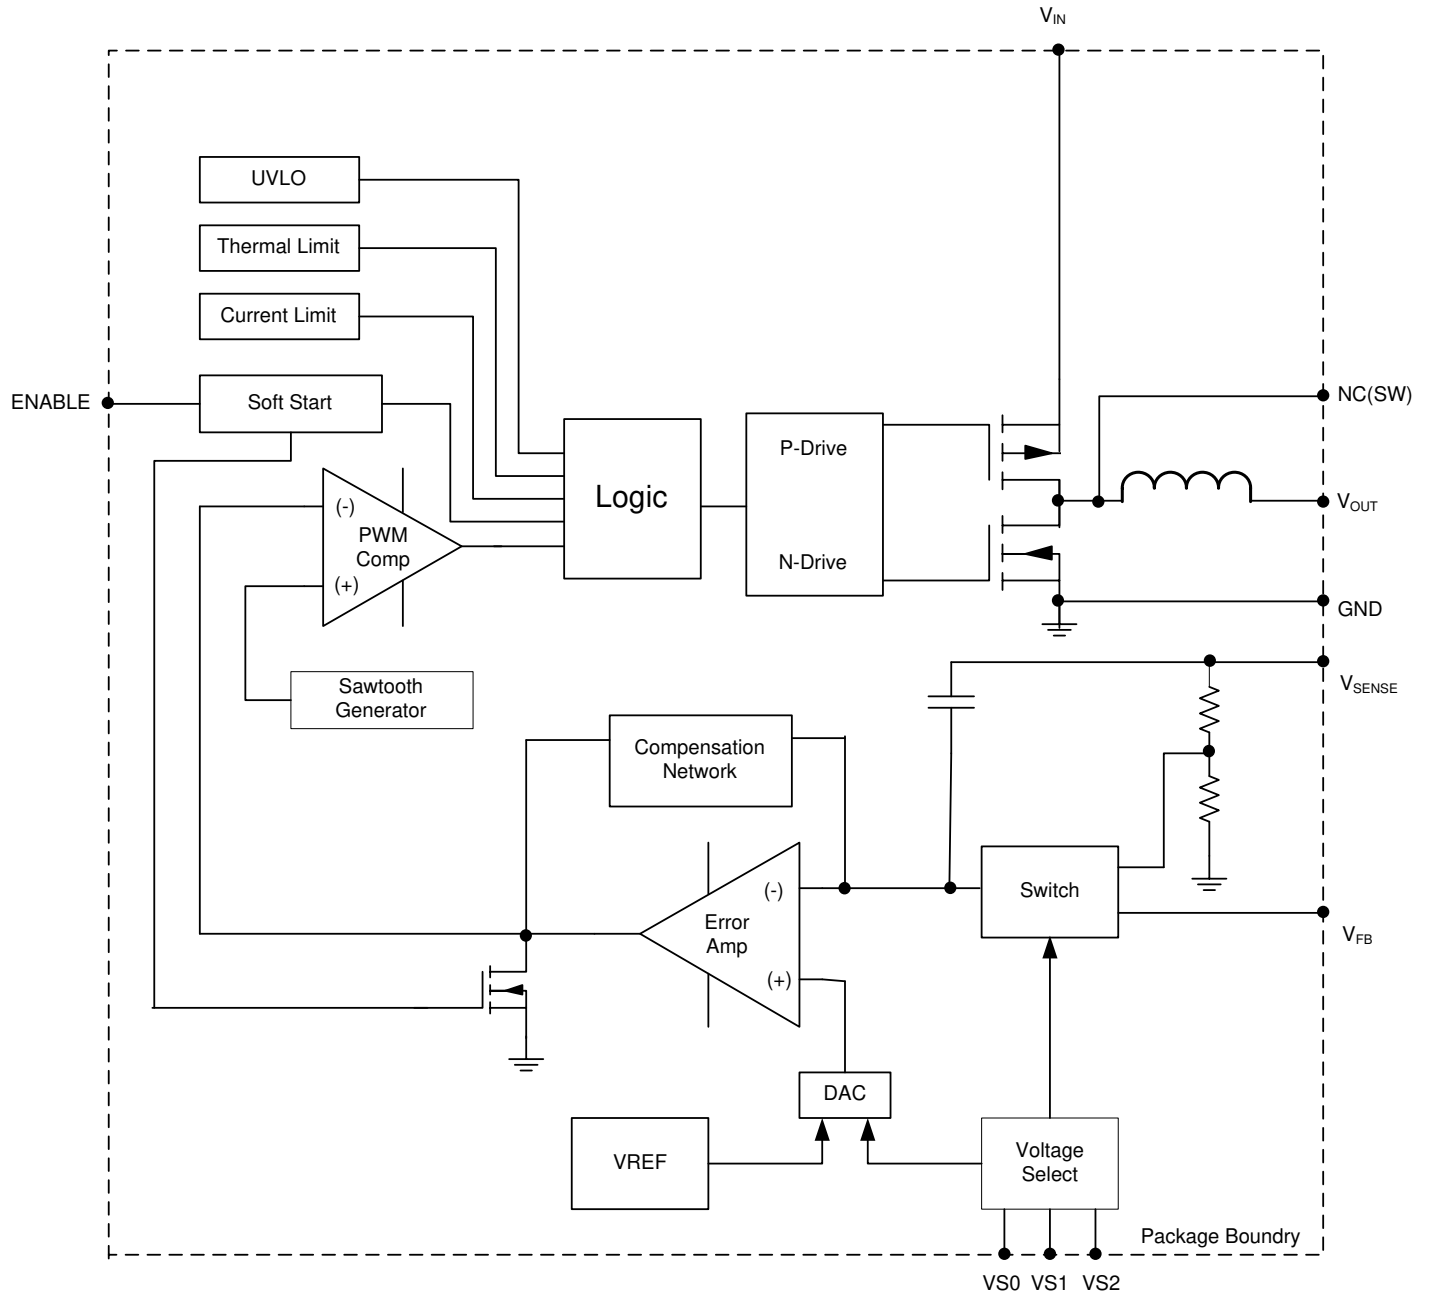 VIN
UVLO
Thermal Limit
Current Limit
ENABLE
Soft Start
NC(SW)
P-Drive
Logic
(-)
PWM
Comp
(+)
N-Drive
VOUT
GND
Sawtooth
Generator
VSENSE
Compensation
Network
(-)
Error
Amp
(+)
Switch
VFB
DAC
VREF
Voltage
Select
Package Boundry
VS0 VS1 VS2